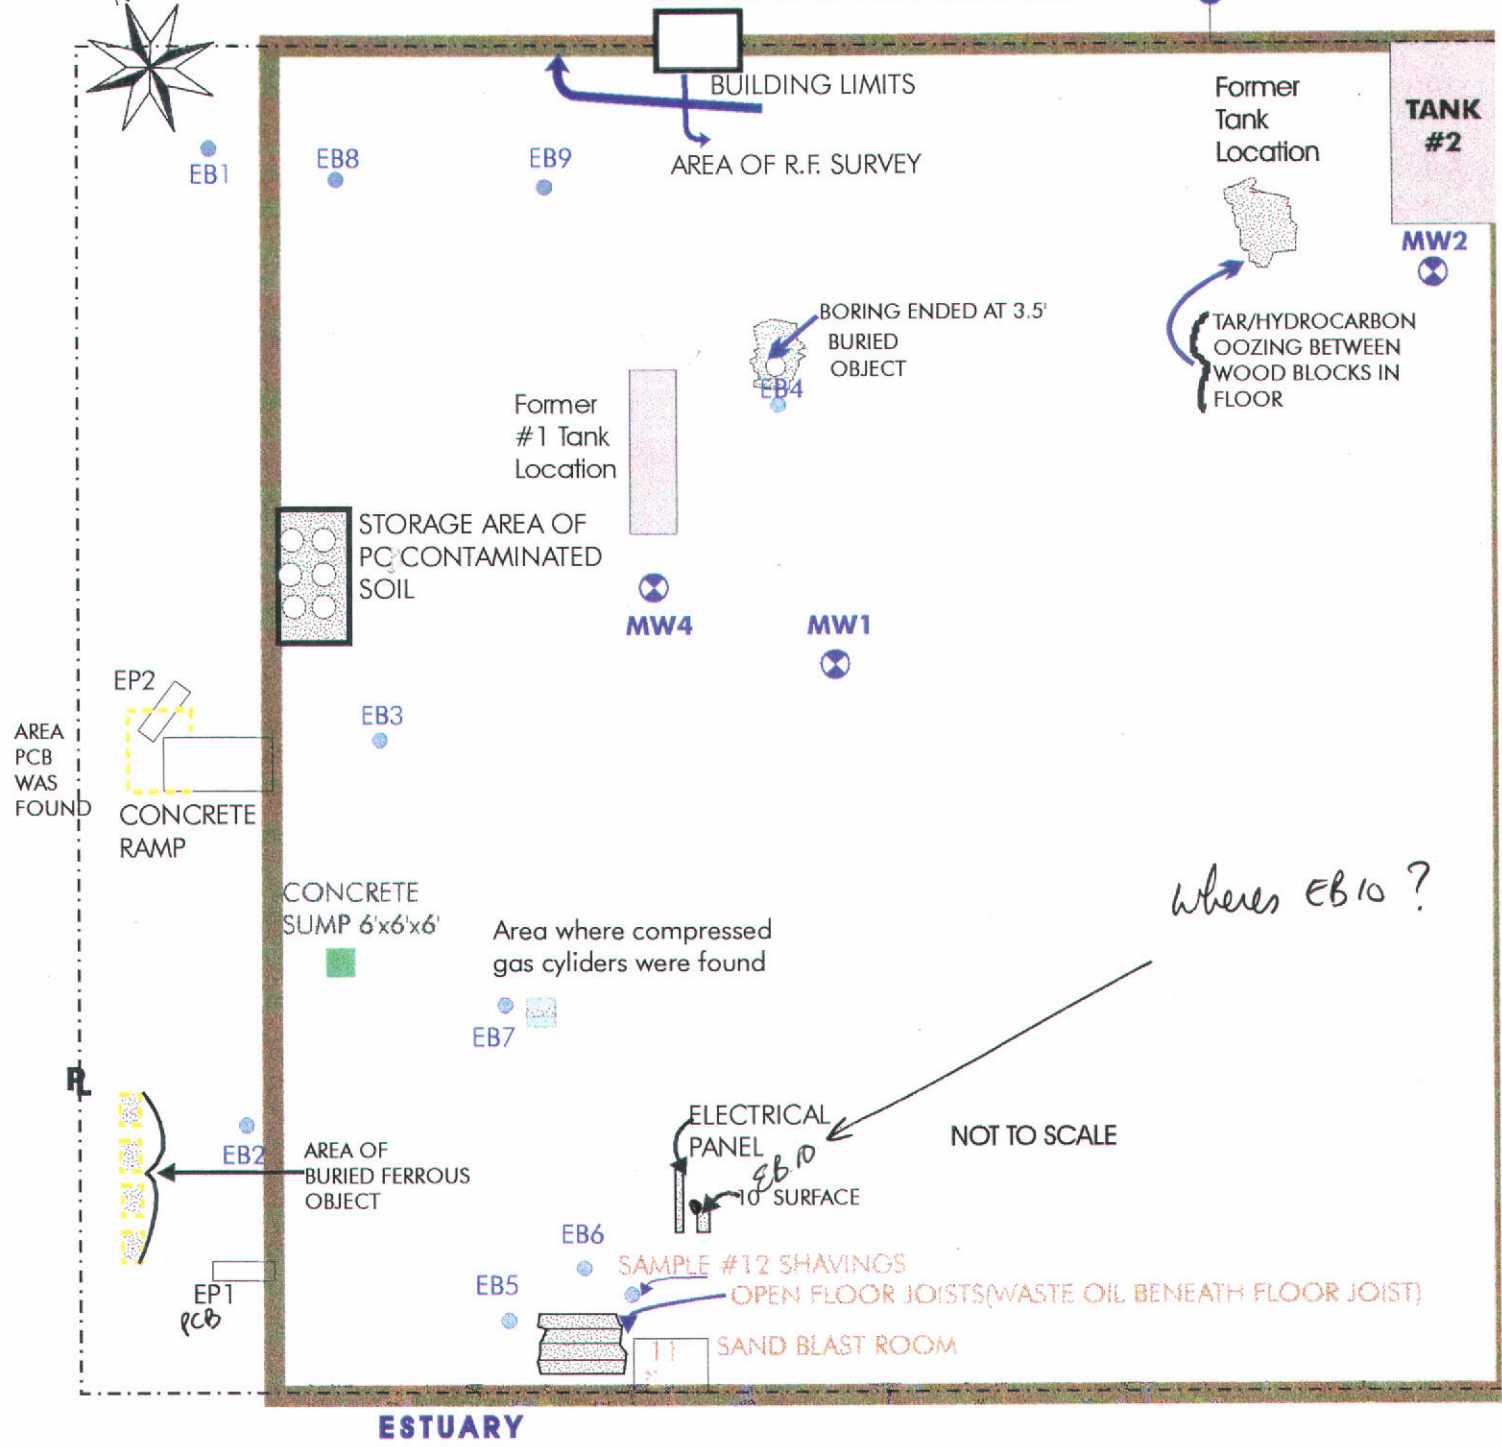 BUILDING LIMITS
AREA OF R.F. SURVEY
Former
Tank
Location
TANK
#2
MW2
EB1
EB8
EB9
BORING ENDED AT 3.5'
BURIED
OBJECT
EB4
TAR/HYDROCARBON
OOZING BETWEEN
WOOD BLOCKS IN
FLOOR
Former
#1 Tank
Location
STORAGE AREA OF
CONTAMINATED
SOIL
MW4
MW1
EP2
EB3
AREA
PCB
WAS
FOUND
CONCRETE
RAMP
CONCRETE
SUMP 6'x6'x6'
Area where compressed
gas cyliders were found
EB7
wheres EB10 ?
PL
EB2
AREA OF
BURIED FERROUS
OBJECT
ELECTRICAL
PANEL
EB10
10 SURFACE
NOT TO SCALE
EP1
PCB
EB6
EB5
SAMPLE #12 SHAVINGS
OPEN FLOOR JOISTS(WASTE OIL BENEATH FLOOR JOIST)
11
SAND BLAST ROOM
ESTUARY